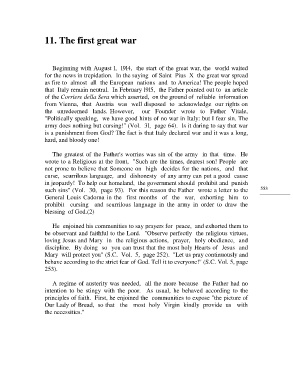 11. The first great war
Beginning with August 1, 1914, the start of the great war, the world waited
for the news in trepidation. In the saying of Saint Pius X the great war spread
as fire to almost all the European nations and to America! The people hoped
that Italy remain neutral. In February 1915, the Father pointed out to an article
of the Corriere della Sera which asserted, on the ground of reliable information
from Vienna, that Austria was well disposed to acknowledge our rights on
the unredeemed lands. However, our Founder wrote to Father Vitale,
"Politically speaking, we have good hints of no war in Italy; but I fear sin. The
army does nothing but cursing!" (Vol. 31, page 64). Is it daring to say that war
is a punishment from God? The fact is that Italy declared war and it was a long,
hard, and bloody one!
The greatest of the Father's worries was sin of the army in that time. He
wrote to a Religious at the front, "Such are the times, dearest son! People are
not prone to believe that Someone on high decides for the nations, and that
curse, scurrilous language, and dishonesty of any army can put a good cause
in jeopardy! To help our homeland, the government should prohibit and punish
such sins" (Vol. 30, page 93). For this reason the Father wrote a letter to the
General Louis Cadorna in the first months of the war, exhorting him to
prohibit cursing and scurrilous language in the army in order to draw the
blessing of God.(2)
553
He enjoined his communities to say prayers for peace, and exhorted them to
be observant and faithful to the Lord. "Observe perfectly the religious virtues,
loving Jesus and Mary in the religious actions, prayer, holy obedience, and
discipline. By doing so you can trust that the most holy Hearts of Jesus and
Mary will protect you" (S.C. Vol. 5, page 252). "Let us pray continuously and
behave according to the strict fear of God. Tell it to everyone!" (S.C. Vol. 5, page
255).
A regime of austerity was needed, all the more because the Father had no
intention to be stingy with the poor. As usual, he behaved according to the
principles of faith. First, he enjoined the communities to expose "the picture of
Our Lady of Bread, so that the most holy Virgin kindly provide us with
the necessities."